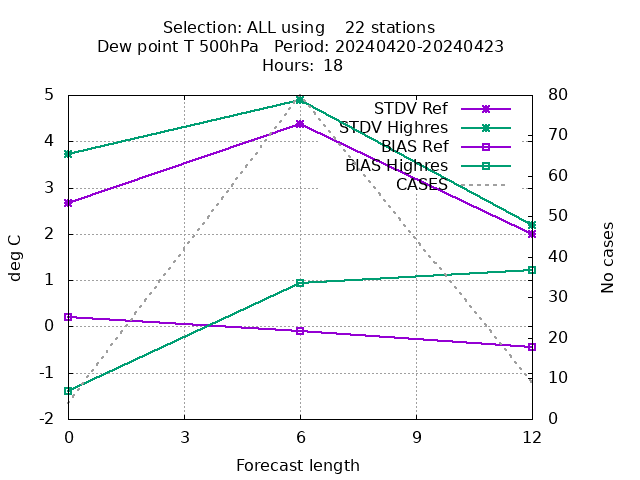 Selection: ALL using    22 stations
Dew point T 500hPa   Period: 20240420-20240423
Hours: 18
STDV Ref
STDV Highres
BIAS Ref
BIAS Highres
CASES
5
4
3
2
1
0
-1
-2
deg C
80
70
60
50
40
30
20
10
0
No cases
0 3 6 9 12
Forecast length